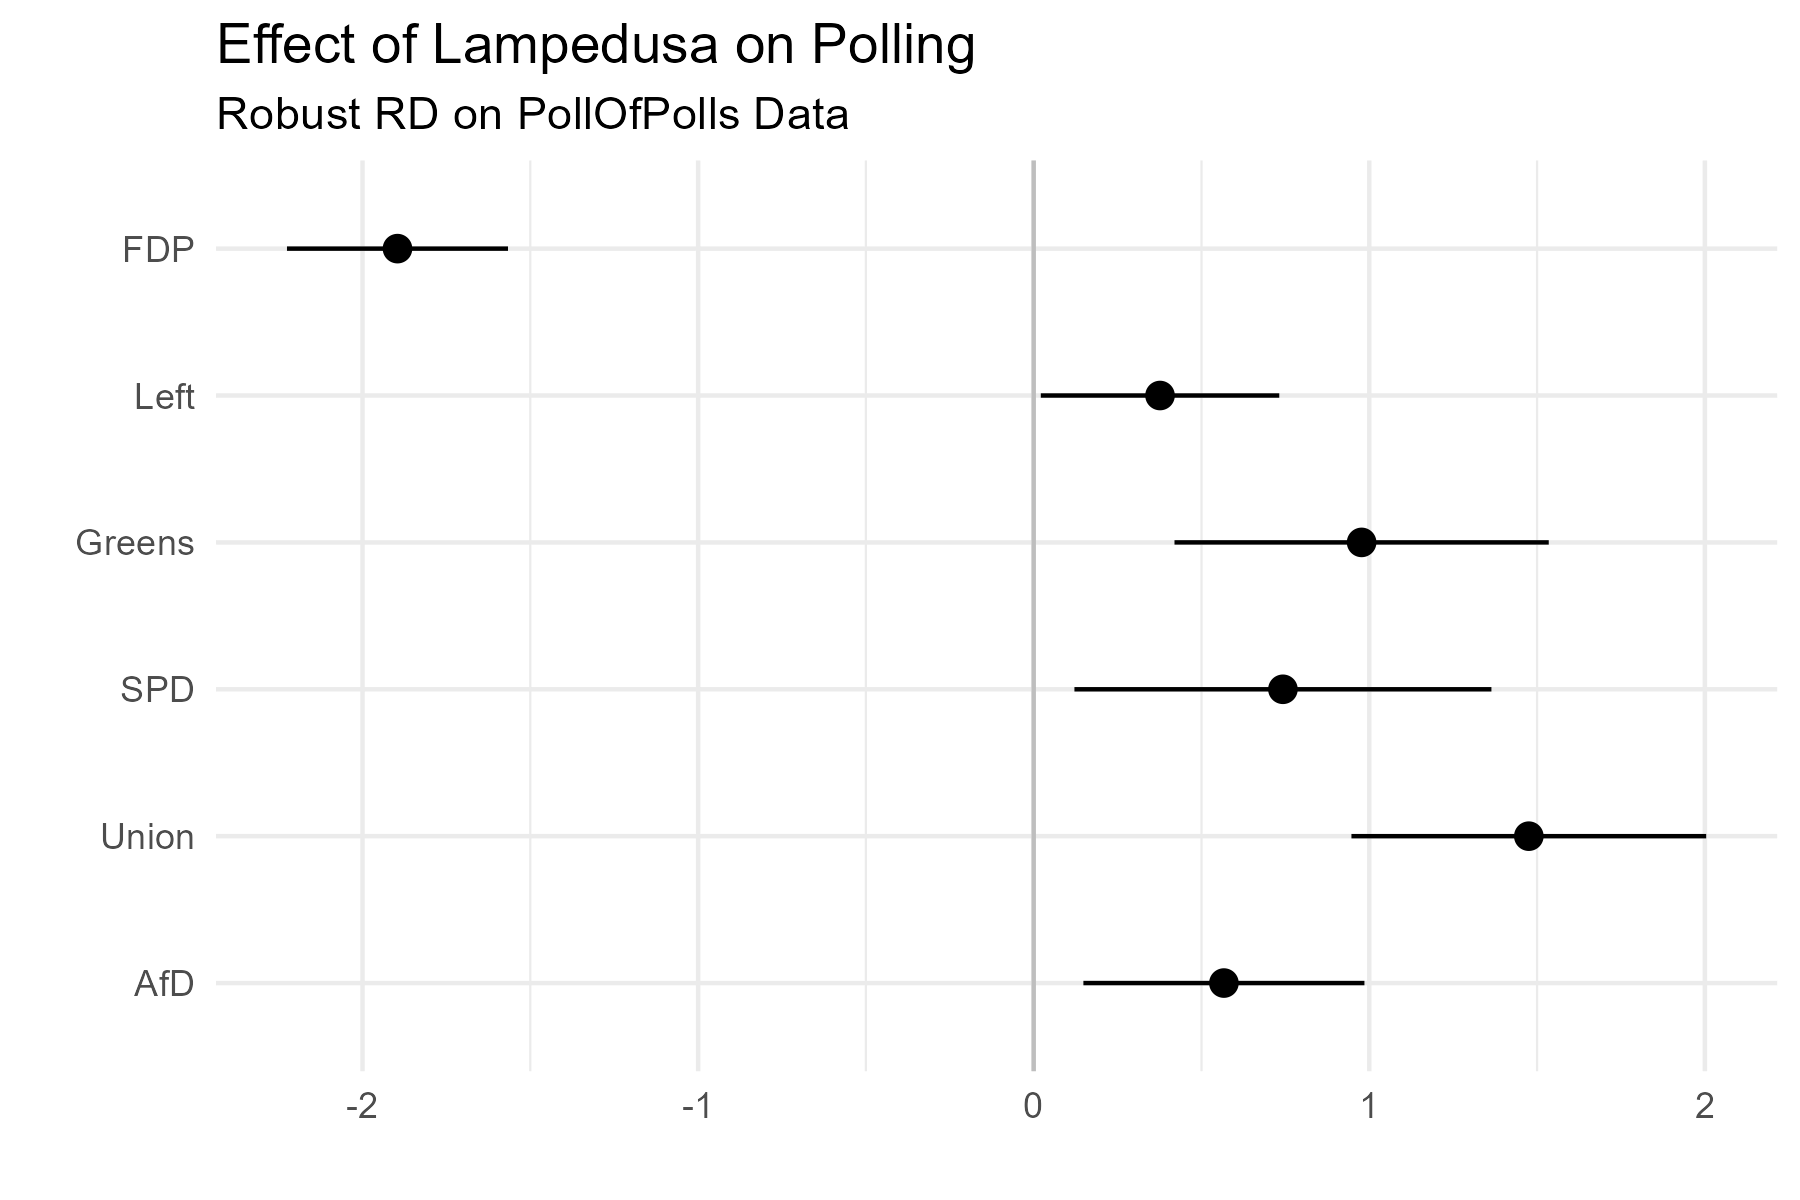 Effect of Lampedusa on Polling
Robust RD on PollOfPolls Data
FDP
Left
Greens
SPD
Union
AfD
-2 -1 0 1 2